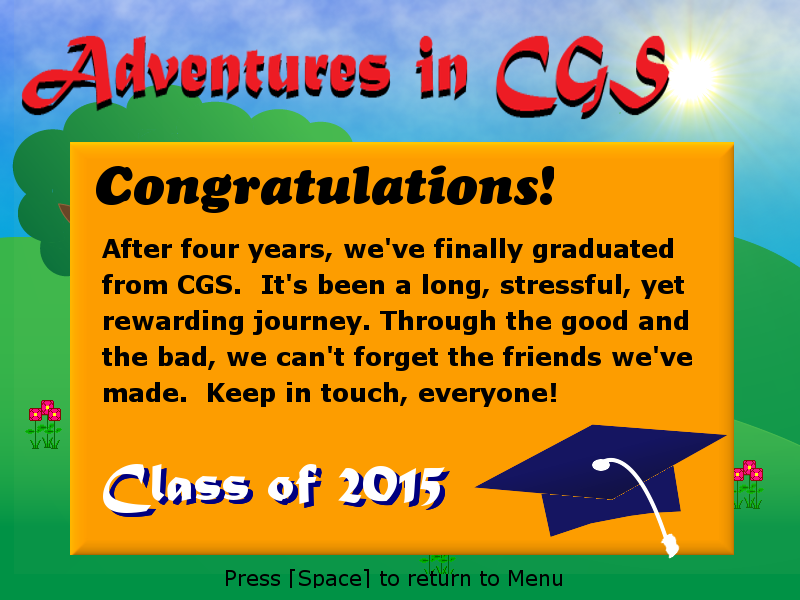 Adventures in CGS
Congratulations!
After four years, we've finally graduated
from CGS.  It's been a long, stressful, yet
rewarding journey. Through the good and
the bad, we can't forget the friends we've
made.  Keep in touch, everyone!
Class of 2015
Press [Space] to return to Menu